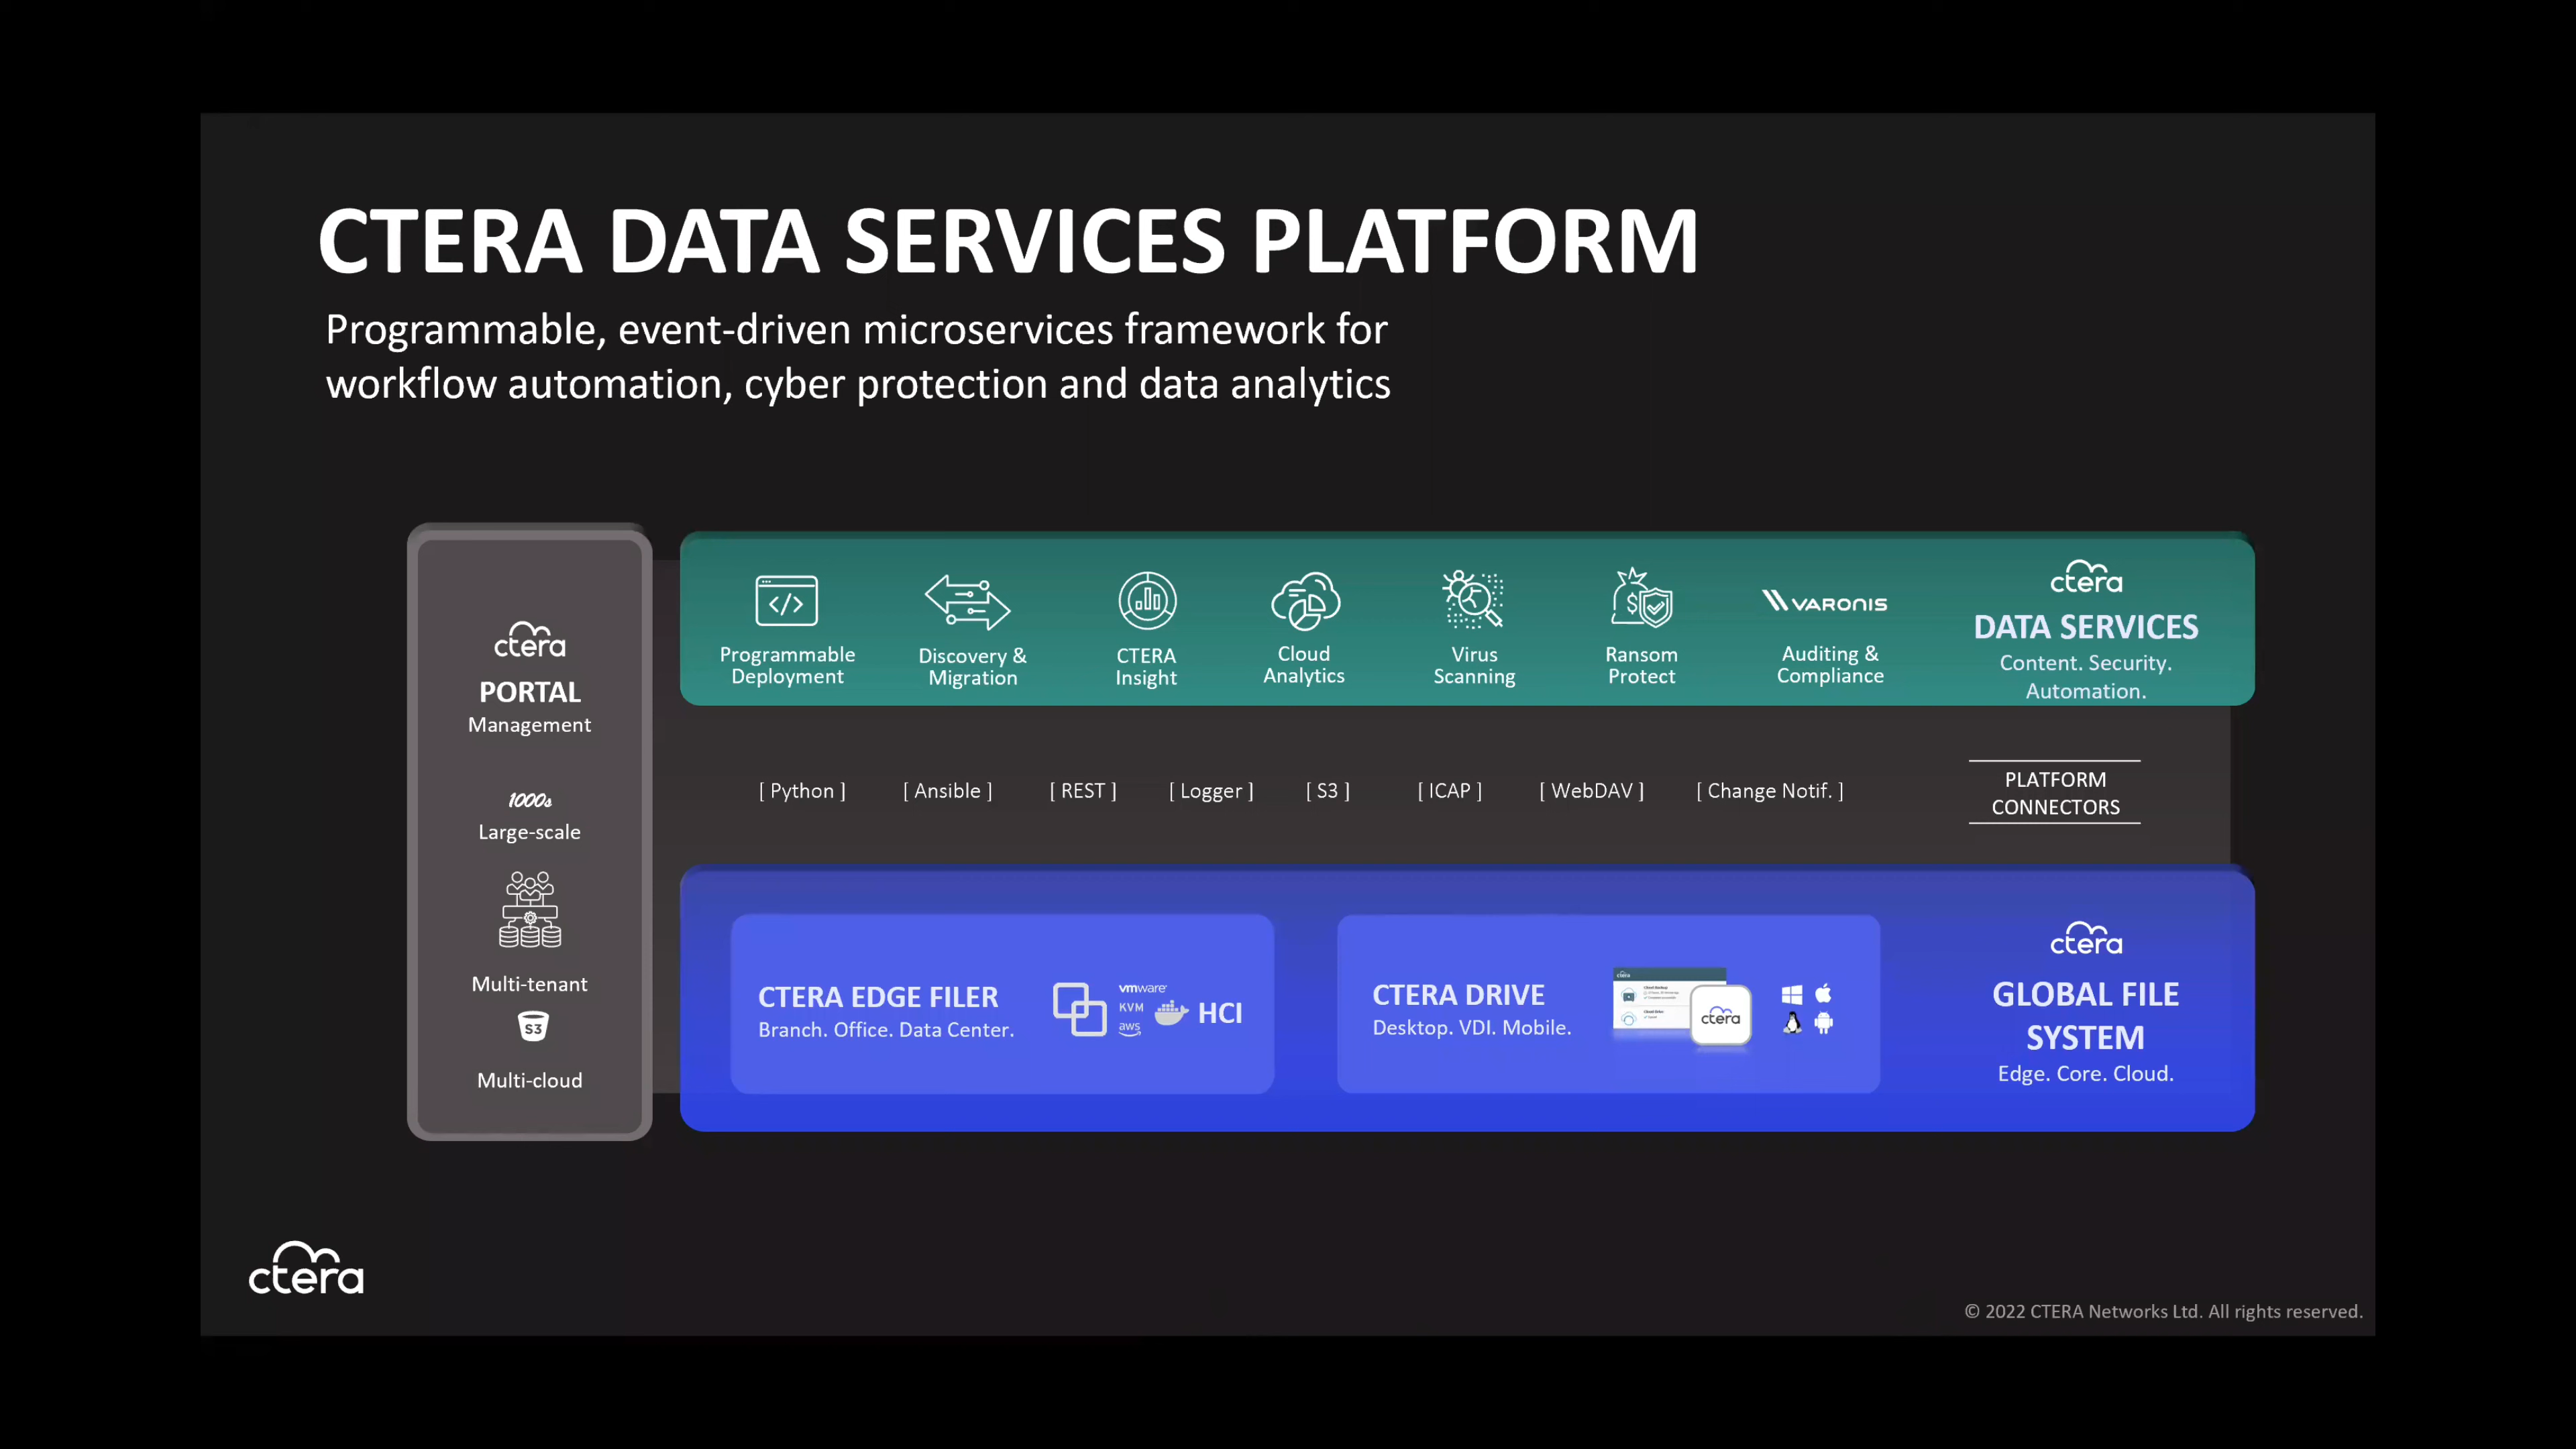 CTERA DATA SERVICES PLATFORM
Programmable, event-driven microservices framework for
workflow automation, cyber protection and data analytics
ctera
PORTAL
Management
1000s
Large-scale
Multi-tenant
S3
Multi-cloud
Programmable
Deployment
Discovery &
Migration
CTERA
Insight
Cloud
Analytics
Virus
Scanning
Ransom
Protect
VARONIS
Auditing &
Compliance
ctera
DATA SERVICES
Content. Security.
Automation.
[ Python ] [ Ansible ] [ REST ] [ Logger ] [ S3 ] [ ICAP ] [ WebDAV ] [ Change Notif. ]
PLATFORM
CONNECTORS
CTERA EDGE FILER
Branch. Office. Data Center.
vmware
KVM
aws
HCI
CTERA DRIVE
Desktop. VDI. Mobile.
ctera
ctera
ctera
GLOBAL FILE
SYSTEM
Edge. Core. Cloud.
ctera
© 2022 CTERA Networks Ltd. All rights reserved.